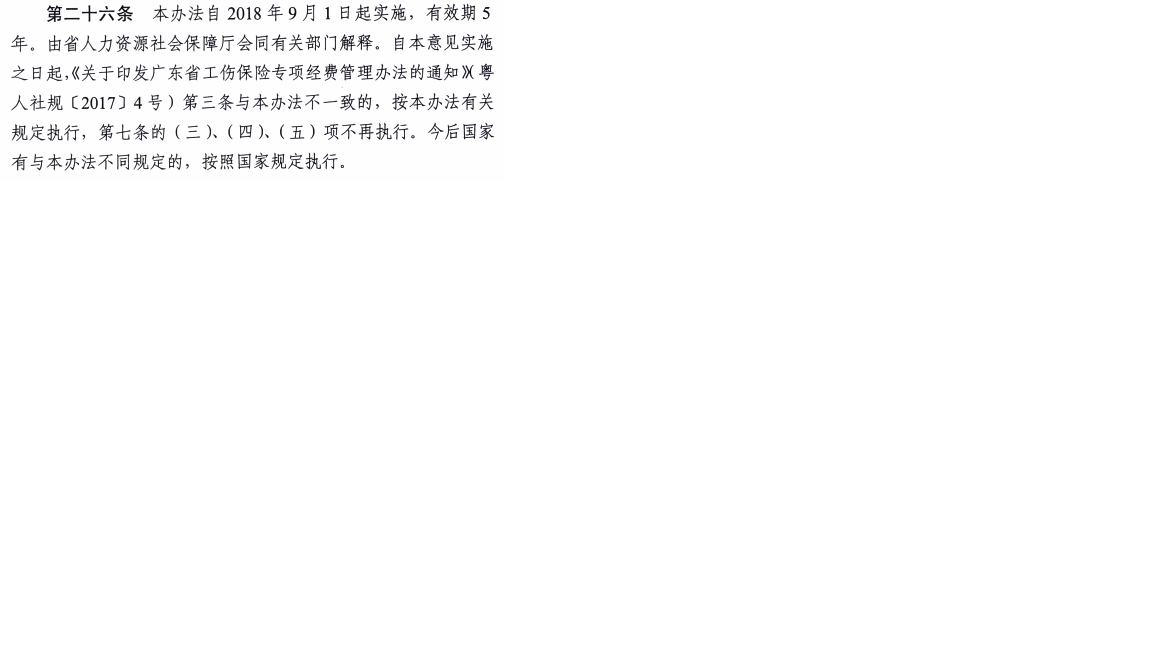 第二十六条 本办法自 2018 年 9 月 1 日起实施，有效期 5
年。由省人力资源社会保障厅会同有关部门解释。自本意见实施
之日起，《关于印发广东省工伤保险专项经费管理办法的通知》（粤
人社规〔2017〕4 号）第三条与本办法不一致的，按本办法有关
规定执行，第七条的（三）、（四）、（五）项不再执行。今后国家
有与本办法不同规定的，按照国家规定执行。